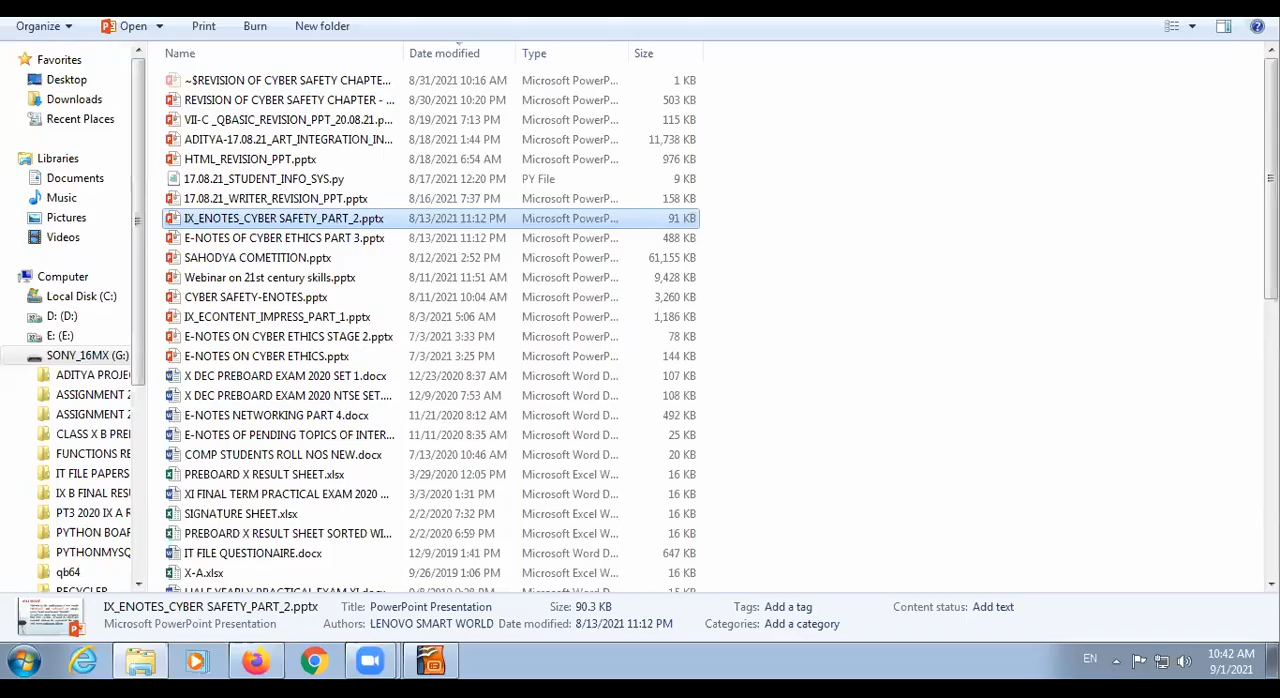 Organize Open Print Burn New folder
Name Date modified Type Size
Favorites
Desktop
Downloads
Recent Places
Libraries
Documents
Music
Pictures
Videos
Computer
Local Disk (C:)
D: (D:)
E: (E:)
SONY_16MX (G:)
ADITYA PROJE
ASSIGNMENT 2
ASSIGNMENT 2
CLASS X B PRE
FUNCTIONS RE
IT FILE PAPERS
IX B FINAL RES
PT3 2020 IX A R
PYTHON BOAR
PYTHONMYSQ
qb64
RECYCLER
~$REVISION OF CYBER SAFETY CHAPTE... 8/31/2021 10:16 AM Microsoft PowerP... 1 KB
REVISION OF CYBER SAFETY CHAPTER - ... 8/30/2021 10:20 PM Microsoft PowerP... 503 KB
VII-C _QBASIC_REVISION_PPT_20.08.21.p... 8/19/2021 7:13 PM Microsoft PowerP... 115 KB
ADITYA-17.08.21_ART_INTEGRATION_IN... 8/18/2021 1:44 PM Microsoft PowerP... 11,738 KB
HTML_REVISION_PPT.pptx 8/18/2021 6:54 AM Microsoft PowerP... 976 KB
17.08.21_STUDENT_INFO_SYS.py 8/17/2021 12:20 PM PY File 9 KB
17.08.21_WRITER_REVISION_PPT.pptx 8/16/2021 7:37 PM Microsoft PowerP... 158 KB
IX_ENOTES_CYBER SAFETY_PART_2.pptx 8/13/2021 11:12 PM Microsoft PowerP... 91 KB
E-NOTES OF CYBER ETHICS PART 3.pptx 8/13/2021 11:12 PM Microsoft PowerP... 488 KB
SAHODYA COMETITION.pptx 8/12/2021 2:52 PM Microsoft PowerP... 61,155 KB
Webinar on 21st century skills.pptx 8/11/2021 11:51 AM Microsoft PowerP... 9,428 KB
CYBER SAFETY-ENOTES.pptx 8/11/2021 10:04 AM Microsoft PowerP... 3,260 KB
IX_ECONTENT_IMPRESS_PART_1.pptx 8/3/2021 5:06 AM Microsoft PowerP... 1,186 KB
E-NOTES ON CYBER ETHICS STAGE 2.pptx 7/3/2021 3:33 PM Microsoft PowerP... 78 KB
E-NOTES ON CYBER ETHICS.pptx 7/3/2021 3:25 PM Microsoft PowerP... 144 KB
X DEC PREBOARD EXAM 2020 SET 1.docx 12/23/2020 8:37 AM Microsoft Word D... 107 KB
X DEC PREBOARD EXAM 2020 NTSE SET.... 12/9/2020 7:53 AM Microsoft Word D... 108 KB
E-NOTES NETWORKING PART 4.docx 11/21/2020 8:12 AM Microsoft Word D... 492 KB
E-NOTES OF PENDING TOPICS OF INTER... 11/11/2020 8:35 AM Microsoft Word D... 25 KB
COMP STUDENTS ROLL NOS NEW.docx 7/13/2020 10:46 AM Microsoft Word D... 20 KB
PREBOARD X RESULT SHEET.xlsx 3/29/2020 12:05 PM Microsoft Excel W... 16 KB
XI FINAL TERM PRACTICAL EXAM 2020 ... 3/3/2020 1:31 PM Microsoft Word D... 16 KB
SIGNATURE SHEET.xlsx 2/2/2020 7:32 PM Microsoft Excel W... 16 KB
PREBOARD X RESULT SHEET SORTED WI... 2/2/2020 6:59 PM Microsoft Excel W... 16 KB
IT FILE QUESTIONAIRE.docx 12/9/2019 1:41 PM Microsoft Word D... 647 KB
X-A.xlsx 9/26/2019 1:06 PM Microsoft Excel W... 16 KB
HALF YEARLY PRACTICAL EXAM XI.docx
IX_ENOTES_CYBER SAFETY_PART_2.pptx Title: PowerPoint Presentation Size: 90.3 KB Tags: Add a tag Content status: Add text
Microsoft PowerPoint Presentation Authors: LENOVO SMART WORLD Date modified: 8/13/2021 11:12 PM Categories: Add a category
EN 10:42 AM
9/1/2021